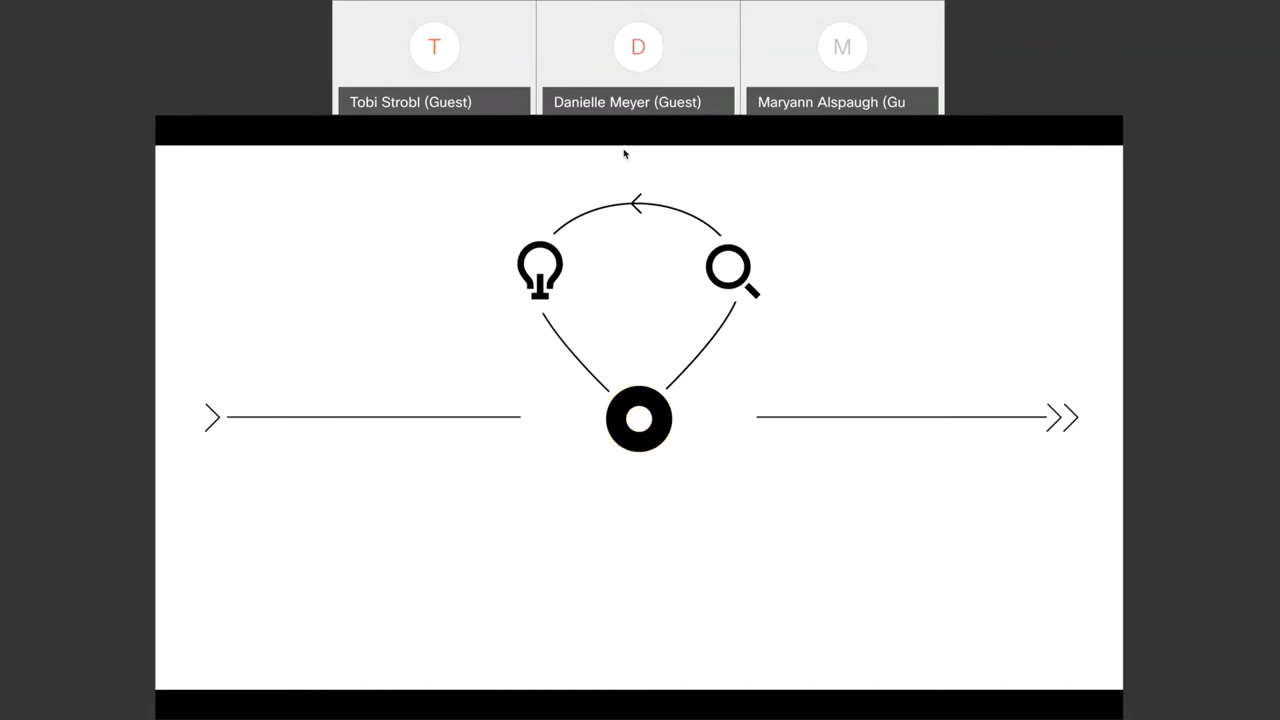 T
D
M
Tobi Strobl (Guest)
Danielle Meyer (Guest)
Maryann Alspaugh (Gu